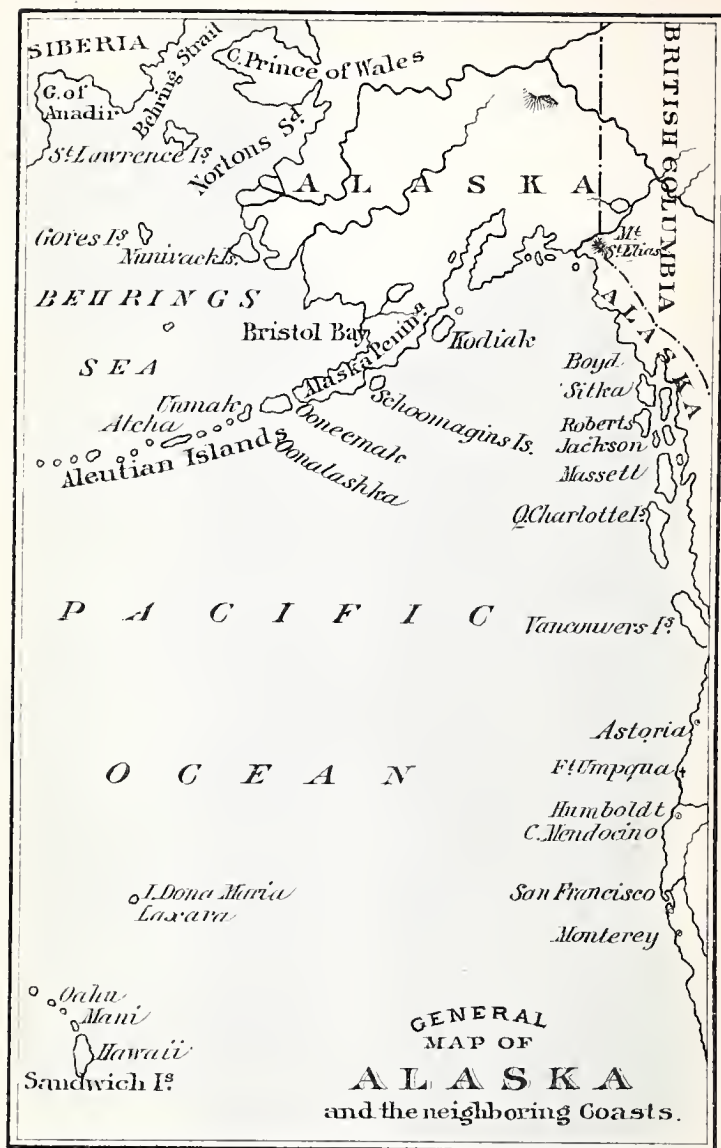 SIBERIA
Behring Strait
C. Prince of Wales
G. of
Anadir
St. Lawrence Is.
Nortons Sd.
BRITISH COLUMBIA
ALASKA
Gores Is.
Nunivack Is.
Mt.
St. Elias
BEHRINGS
SEA
Bristol Bay
Alaska Penina.
Kodiak
ALASKA
Boyd
Sitka
Unmak
Atcha
Schoomagins Is.
Ooneemak
Oonalashka
Aleutian Islands
Roberts
Jackson
Massett
Q. Charlotte Is.
PACIFIC
Vancouvers Is.
Astoria
OCEAN
Ft. Umpqua
Humboldt
C. Mendocino
I. Dona Maria
Laxara
San Francisco
Monterey
Oahu
Mani
Hawaii
Sandwich Is.
GENERAL
MAP OF
ALASKA
and the neighboring Coasts.